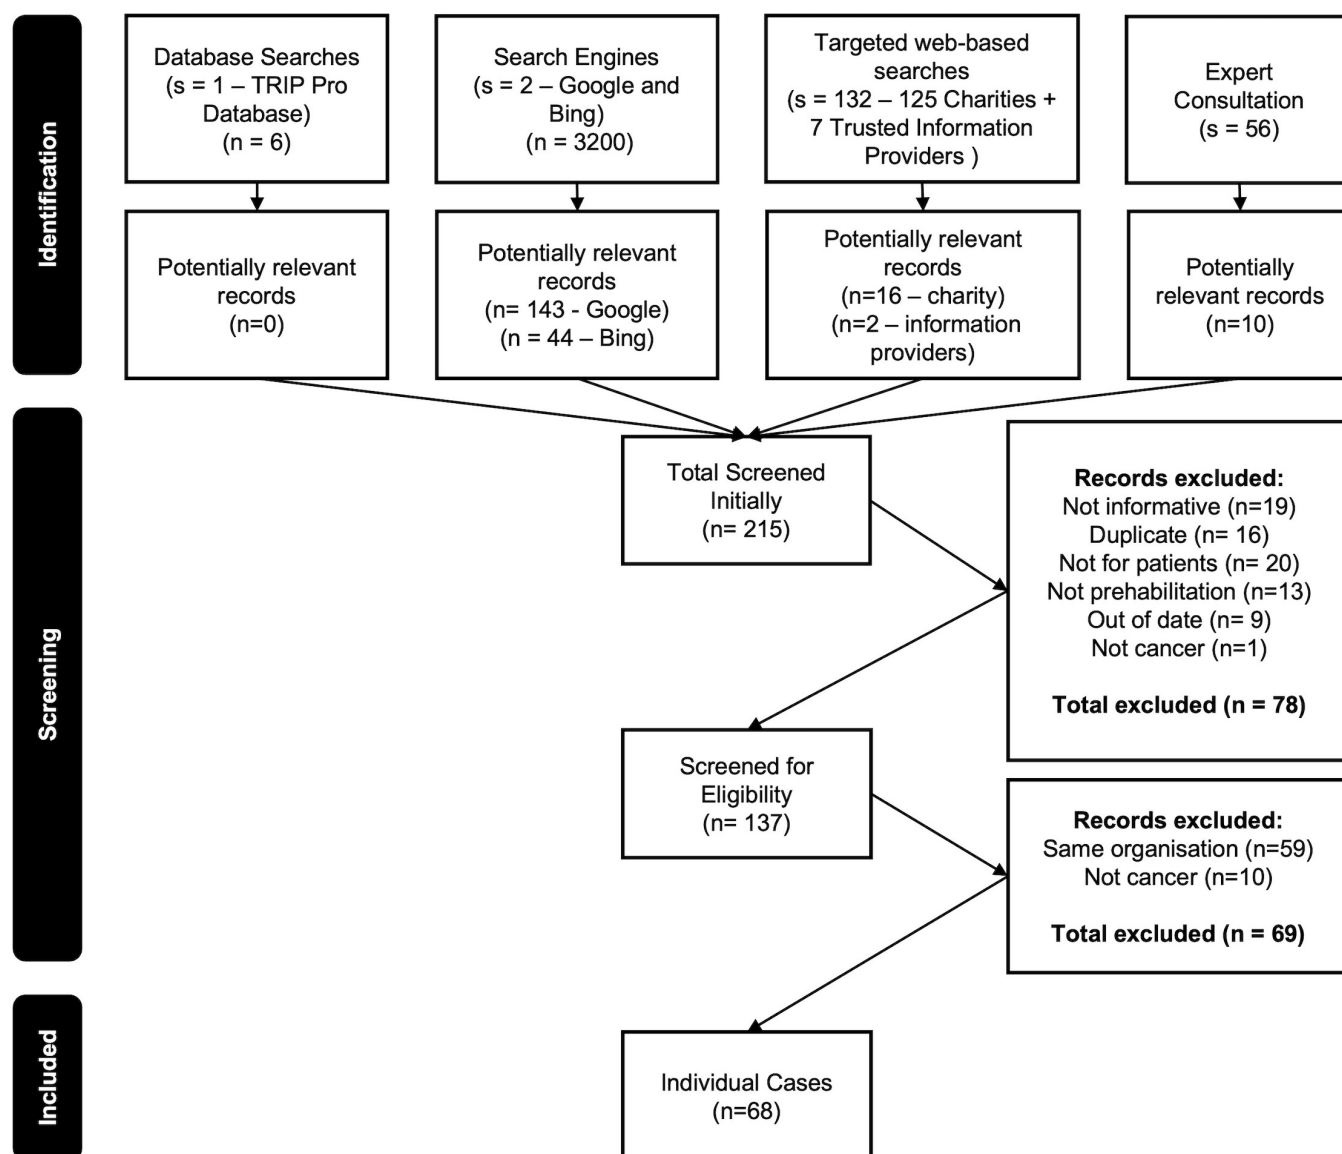 Identification
Database Searches
(s = 1 – TRIP Pro
Database)
(n = 6)
Search Engines
(s = 2 – Google and
Bing)
(n = 3200)
Targeted web-based
searches
(s = 132 – 125 Charities +
7 Trusted Information
Providers )
Expert
Consultation
(s = 56)
Potentially relevant
records
(n=0)
Potentially relevant
records
(n= 143 - Google)
(n = 44 – Bing)
Potentially relevant
records
(n=16 – charity)
(n=2 – information
providers)
Potentially
relevant records
(n=10)
Screening
Total Screened
Initially
(n= 215)
Records excluded:
Not informative (n=19)
Duplicate (n= 16)
Not for patients (n= 20)
Not prehabilitation (n=13)
Out of date (n= 9)
Not cancer (n=1)
Total excluded (n = 78)
Screened for
Eligibility
(n= 137)
Records excluded:
Same organisation (n=59)
Not cancer (n=10)
Total excluded (n = 69)
Included
Individual Cases
(n=68)